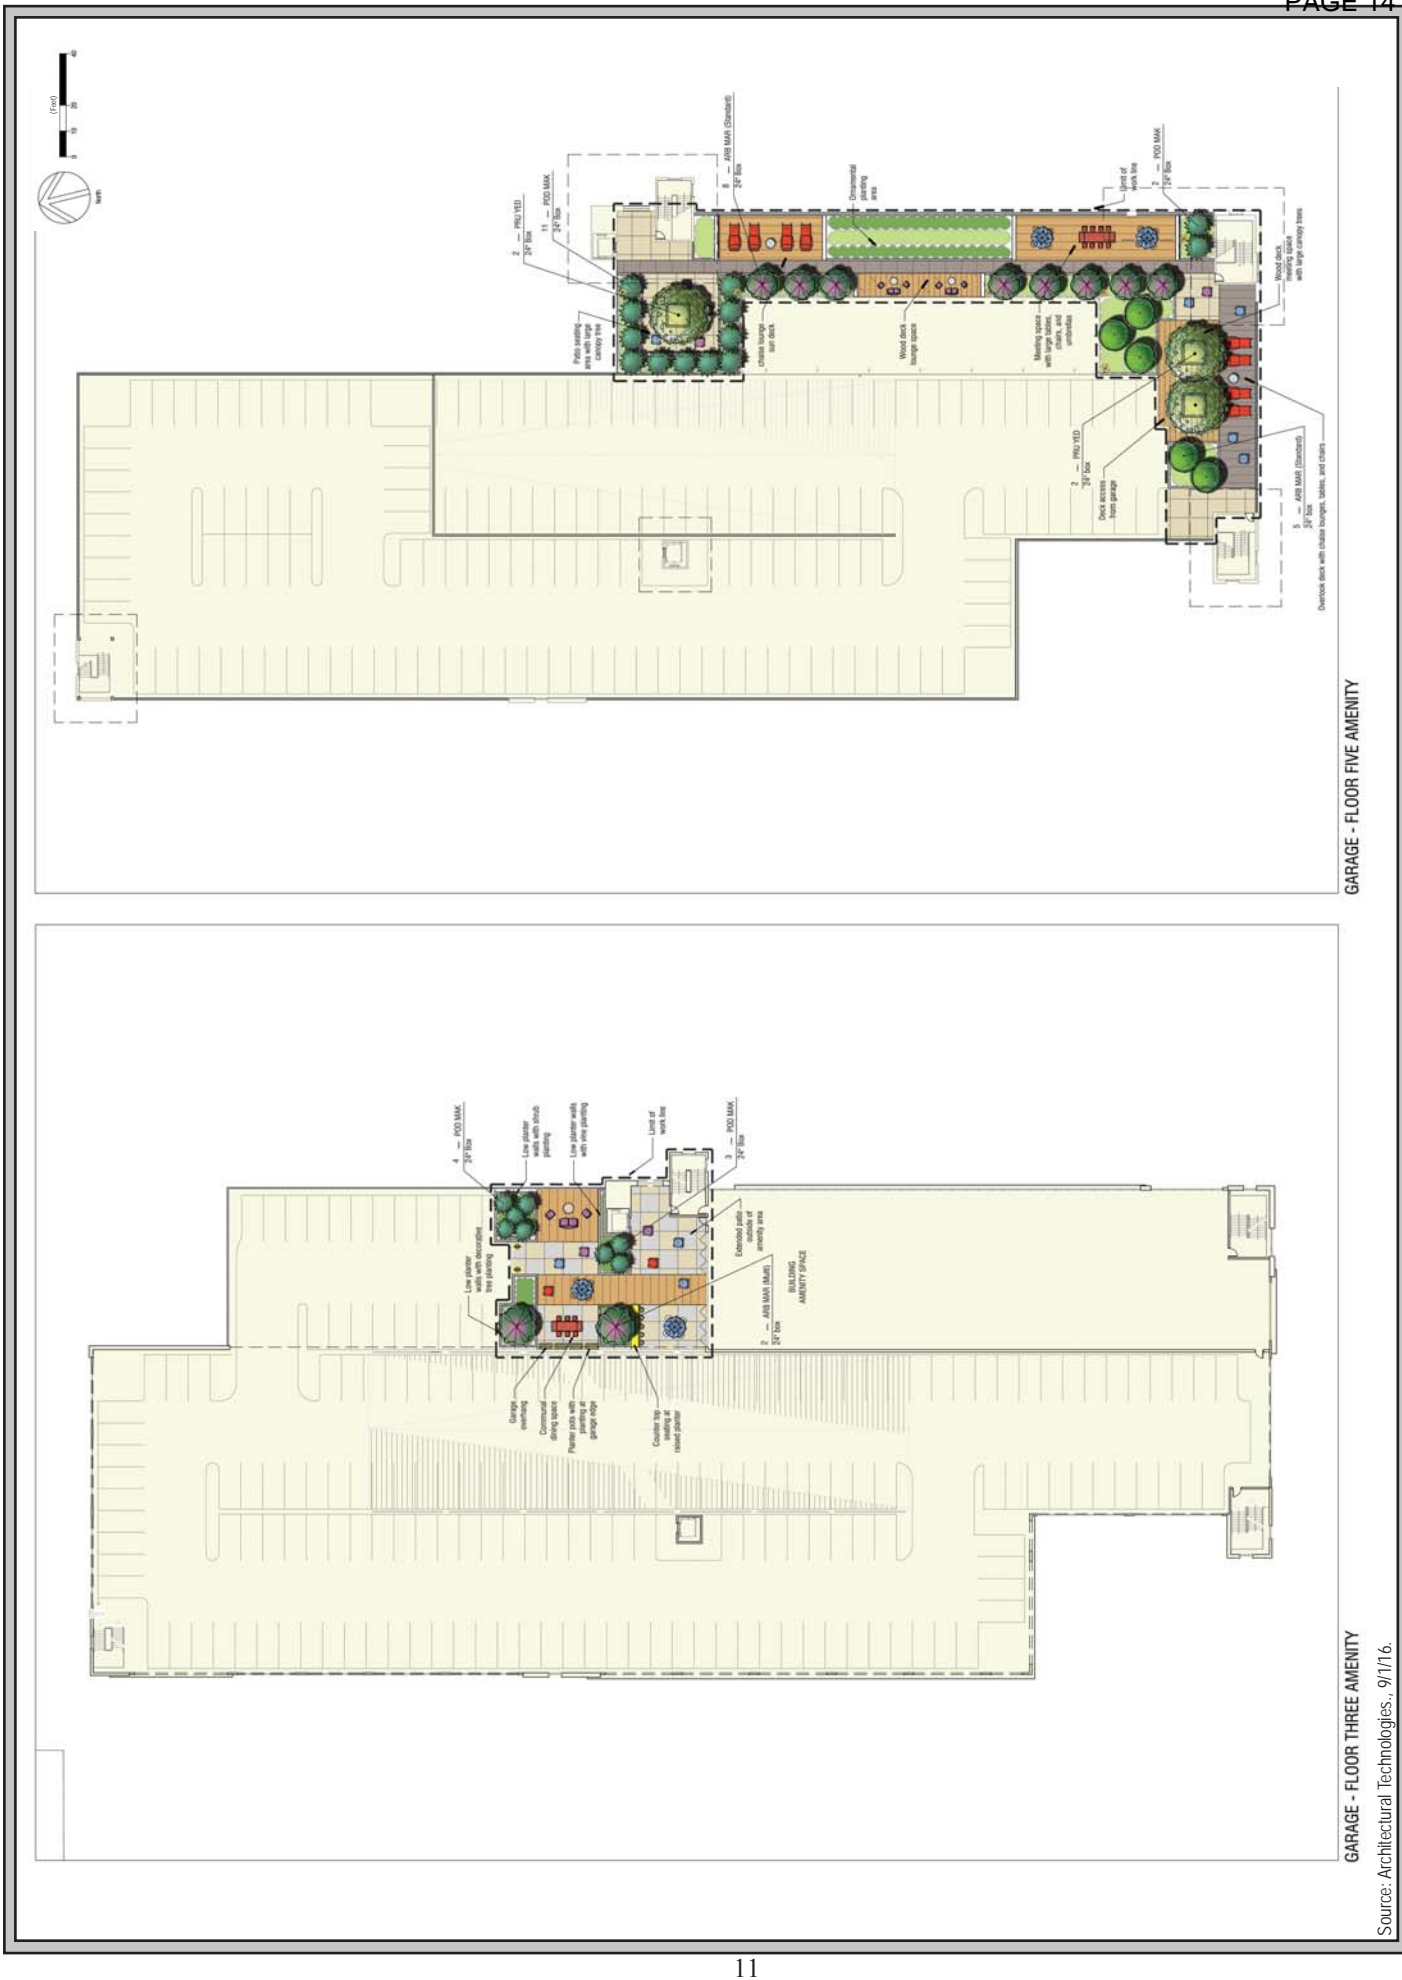 PAGE 14
(Feet)
0
10
20
40
North
2 — PRU YED
24" Box
11 — POD MAK
24" Box
8 — ARB MAR (Standard)
24" Box
Ornamental
planting
area
Limit of
work line
2 — POD MAK
24" Box
Patio seating
area with large
canopy tree
chaise lounge
sun deck
Wood deck
lounge space
Meeting space
with large tables,
chairs, and
umbrellas
Wood deck
meeting space
with large canopy trees
2 — PRU YED
24" box
Deck access
from garage
5 — ARB MAR (Standard)
24" box
Overlook deck with chaise lounges, tables, and chairs
GARAGE - FLOOR FIVE AMENITY
4 — POD MAK
24" Box
Low planter
walls with shrub
planting
Low planter walls
with vine planting
Limit of
work line
3 — POD MAK
24" Box
Low planter
walls with decorative
tree planting
Extended patio
outside of
amenity area
2 — ARB MAR (Multi)
24" box
BUILDING
AMENITY SPACE
Garage
overhang
Communal
dining space
Planter pots with
planting at
garage edge
Counter top
seating at
raised planter
GARAGE - FLOOR THREE AMENITY
Source: Architectural Technologies., 9/1/16.
11